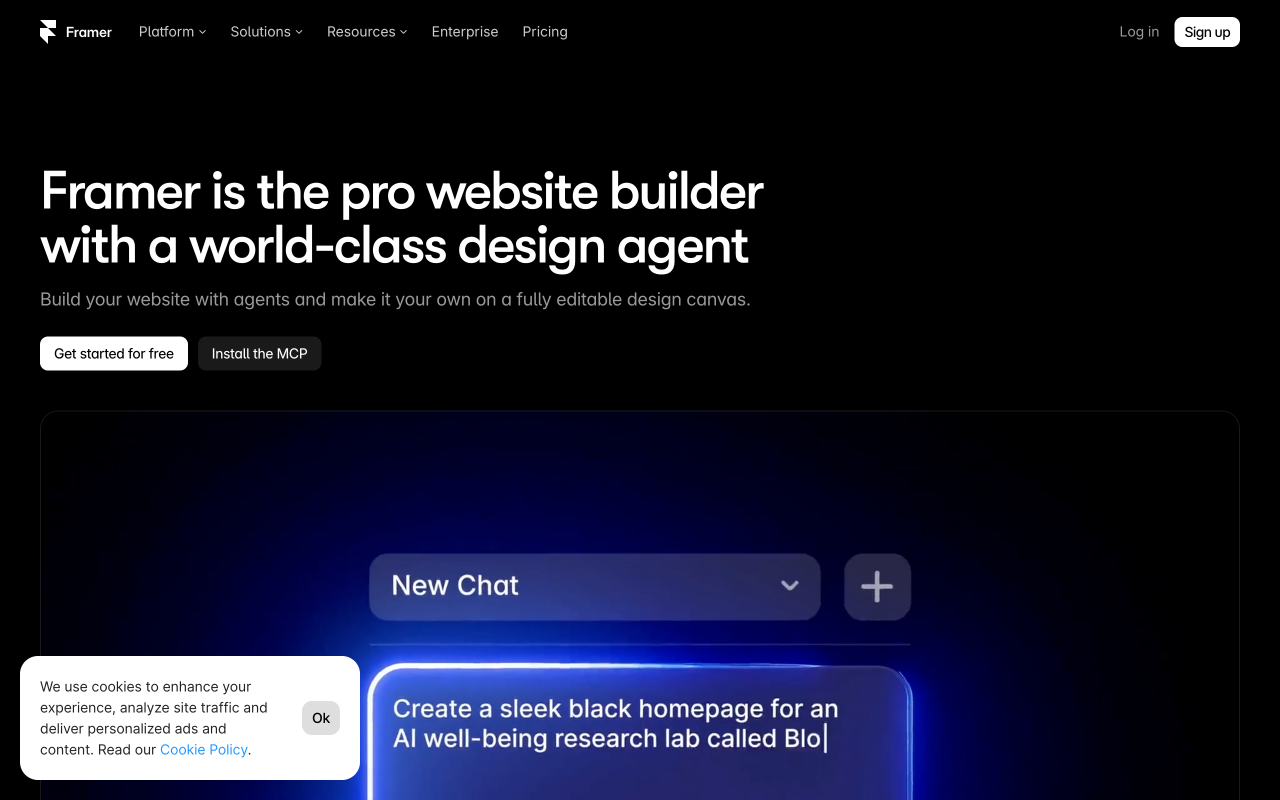 Framer
Platform
Solutions
Resources
Enterprise
Pricing
Log in
Sign up
Framer is the pro website builder
with a world-class design agent
Build your website with agents and make it your own on a fully editable design canvas.
Get started for free
Install the MCP
New Chat
Create a sleek black homepage for an
AI well-being research lab called Blo
We use cookies to enhance your
experience, analyze site traffic and
deliver personalized ads and
content. Read our Cookie Policy.
Ok